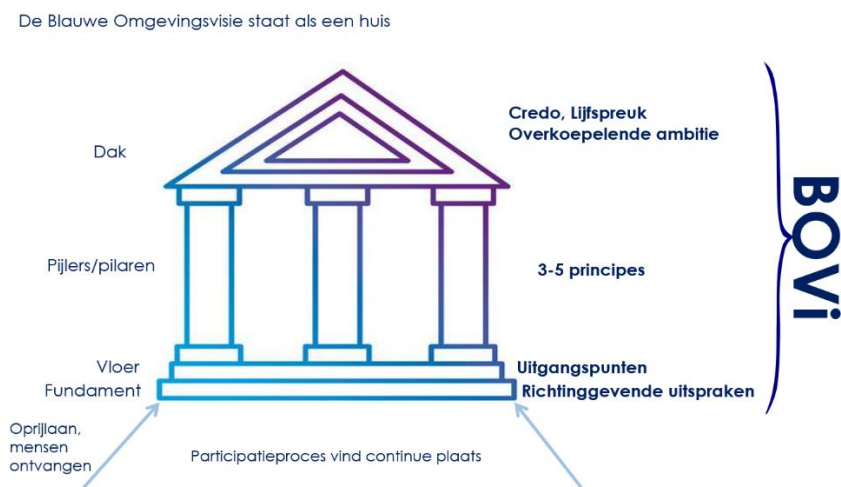 De Blauwe Omgevingsvisie staat als een huis
Credo, Lijfspreuk
Overkoepelende ambitie
Dak
Pijlers/pilaren
3-5 principes
BOVi
Vloer
Uitgangspunten
Fundament
Richtinggevende uitspraken
Oprijlaan,
mensen
ontvangen
Participatieproces vind continue plaats